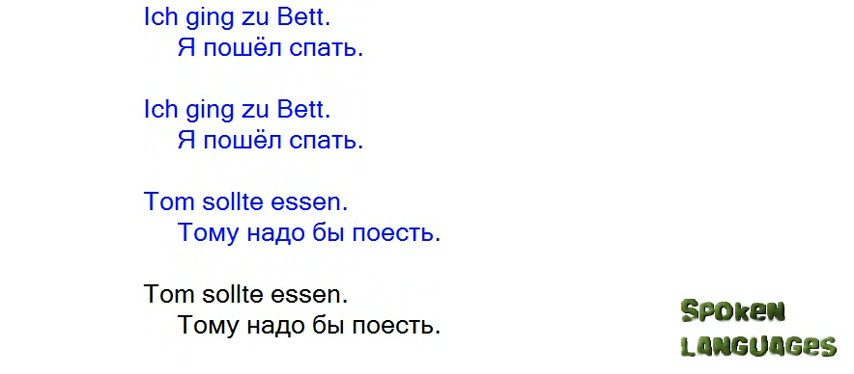 Ich ging zu Bett.
Я пошёл спать.
Ich ging zu Bett.
Я пошёл спать.
Tom sollte essen.
Тому надо бы поесть.
Tom sollte essen.
Тому надо бы поесть.
Spoken
Languages